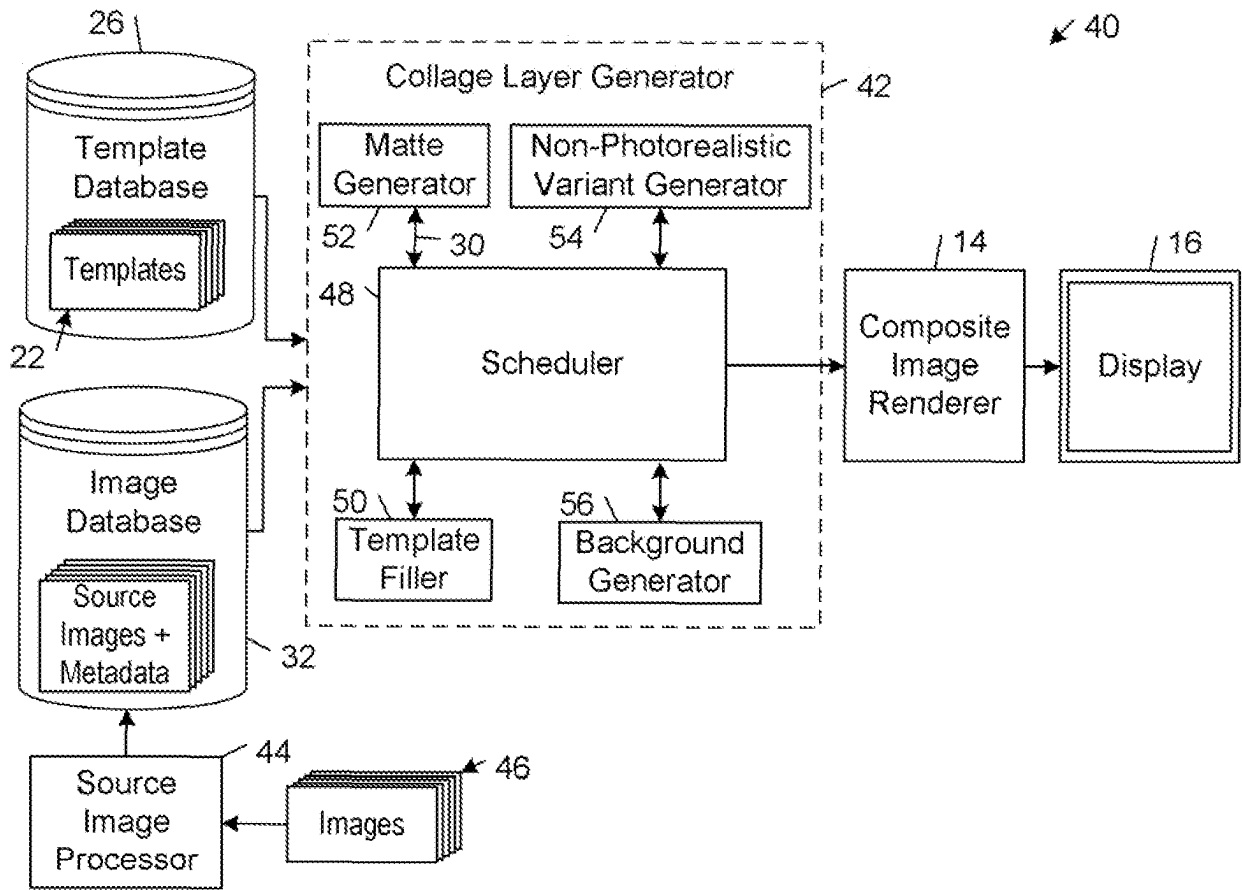 26
40
Collage Layer Generator
42
Template
Database
Templates
22
Matte
Generator
52
30
Non-Photorealistic
Variant Generator
54
48
Scheduler
14
Composite
Image
Renderer
16
Display
50
Template
Filler
56
Background
Generator
Image
Database
Source
Images +
Metadada
32
44
Source
Image
Processor
46
Images